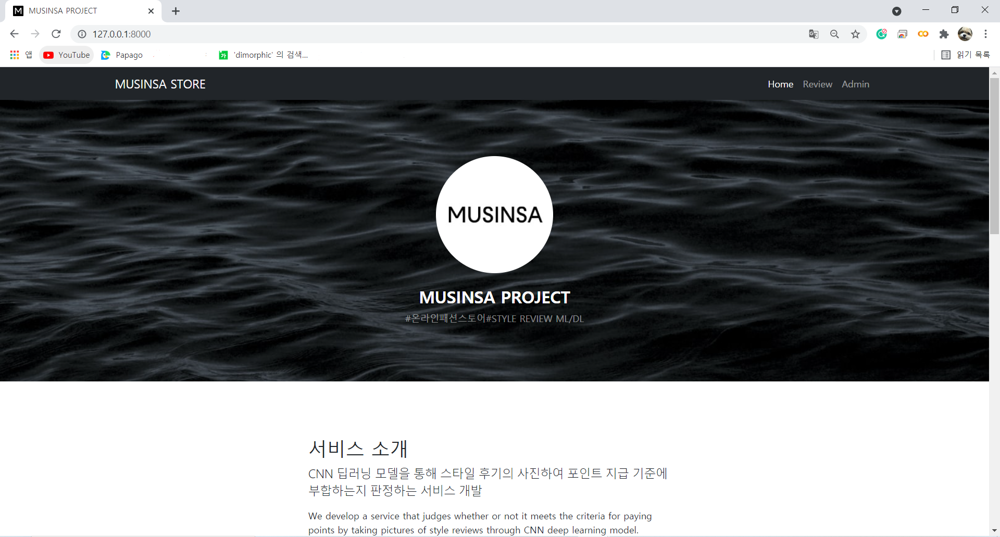 MUSINSA PROJECT
127.0.0.1:8000
앱 YouTube Papago 'dimorphic' 의 검색... 읽기 목록
MUSINSA STORE Home Review Admin
MUSINSA
MUSINSA PROJECT
#온라인패션스토어#STYLE REVIEW ML/DL
서비스 소개
CNN 딥러닝 모델을 통해 스타일 후기의 사진하여 포인트 지급 기준에
부합하는지 판정하는 서비스 개발
We develop a service that judges whether or not it meets the criteria for paying
points by taking pictures of style reviews through CNN deep learning model.